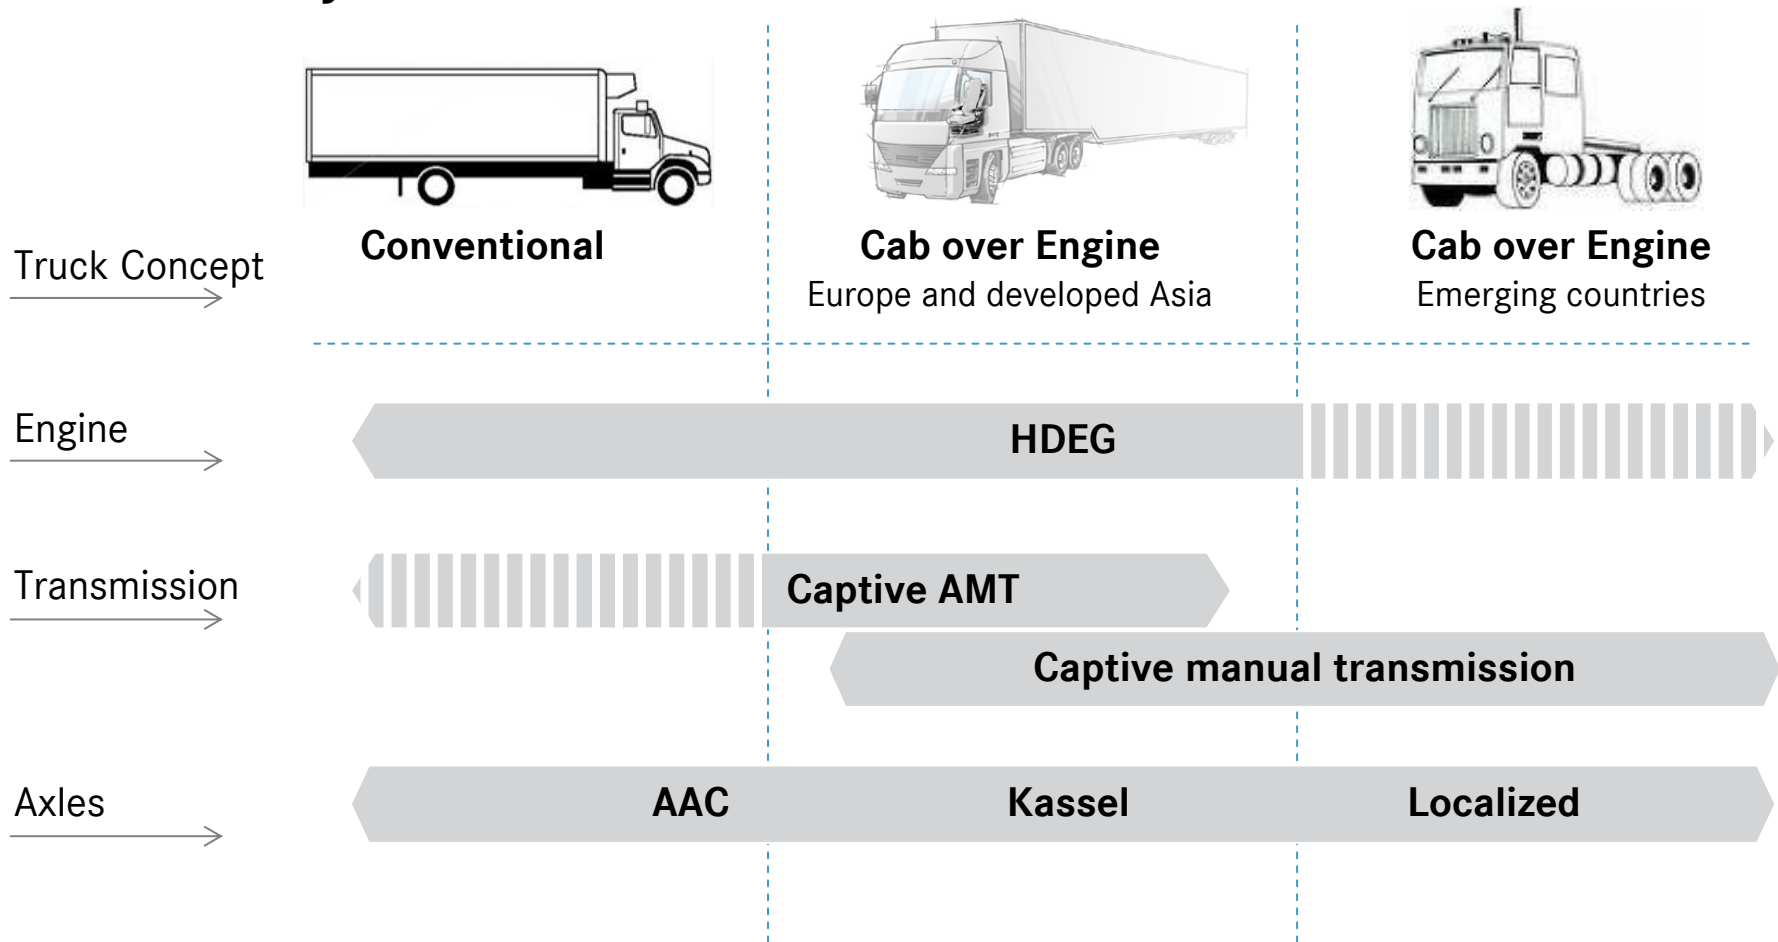 Conventional
Cab over Engine
Cab over Engine
Truck Concept
Europe and developed Asia
Emerging countries
Engine
HDEG
Transmission
Captive AMT
Captive manual transmission
Axles
AAC
Kassel
Localized